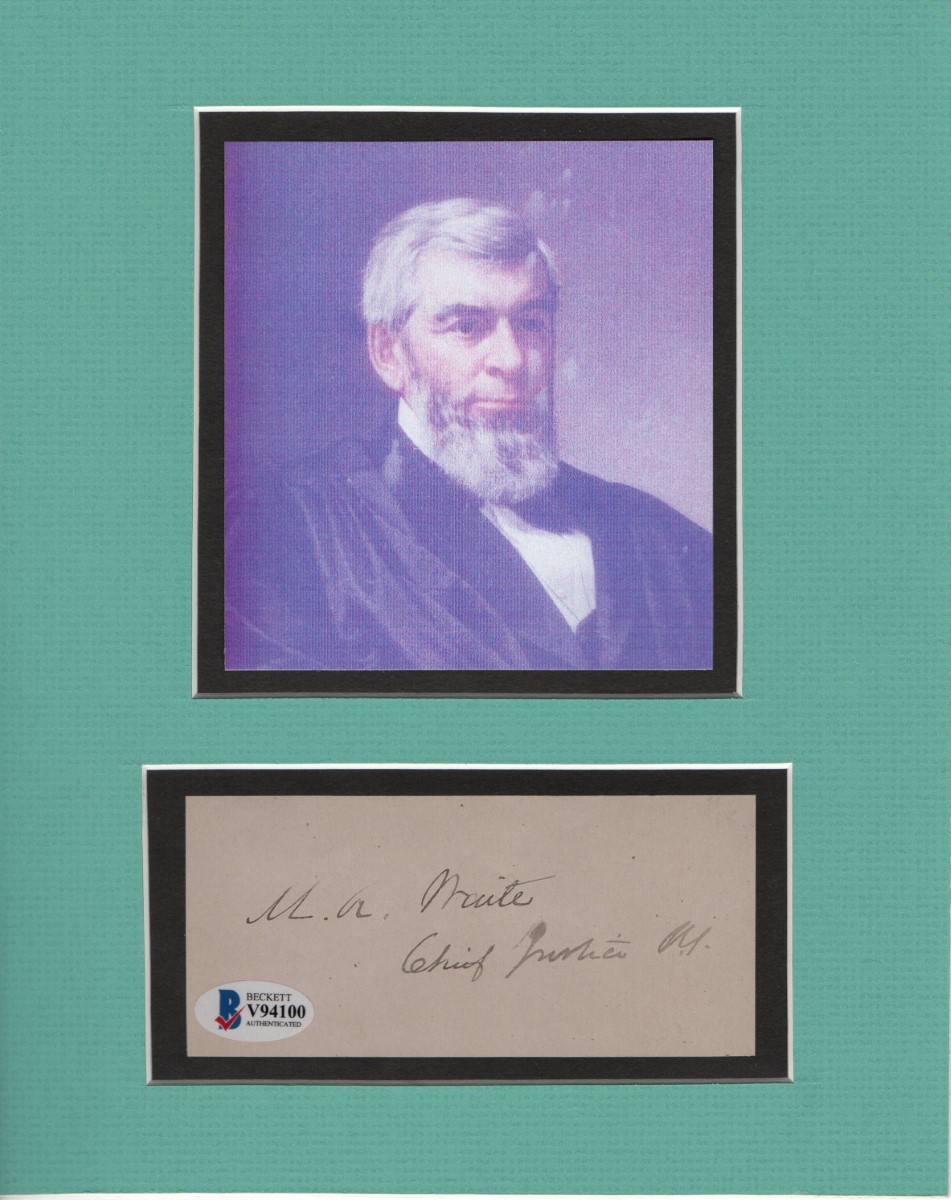 M. R. Waite
Chief Justice U.S.
BECKETT
V94100
AUTHENTICATED